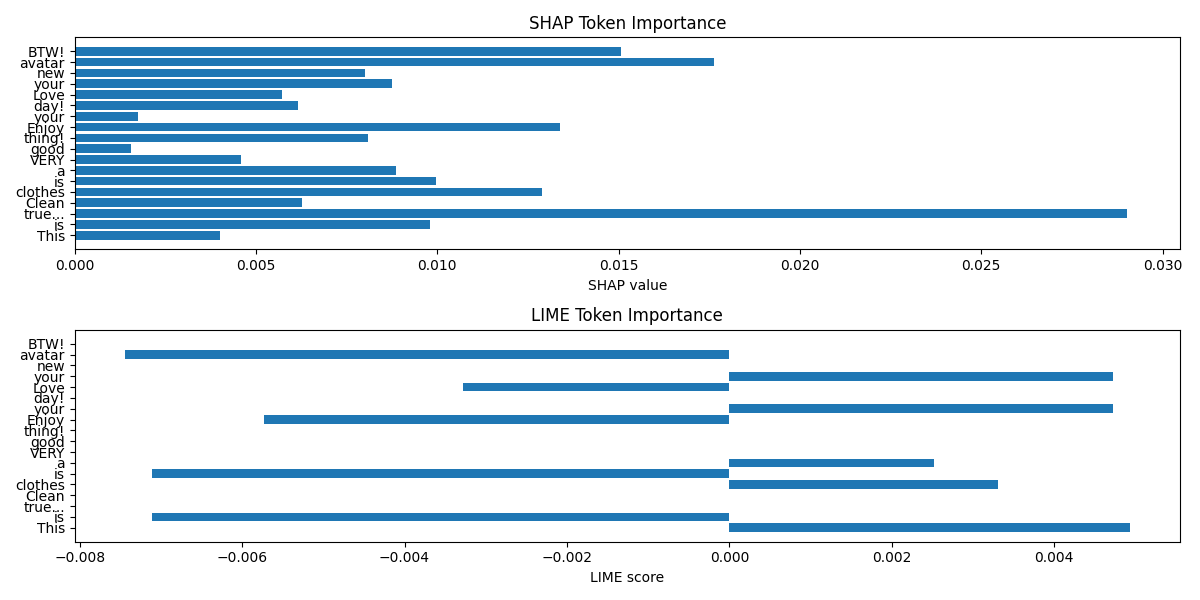 SHAP Token Importance
BTW!
avatar
new
your
Love
day!
your
Enjoy
thing!
good
VERY
a
is
clothes
Clean
true...
is
This
0.000 0.005 0.010 0.015 0.020 0.025 0.030
SHAP value
LIME Token Importance
BTW!
avatar
new
your
Love
day!
your
Enjoy
thing!
good
VERY
a
is
clothes
Clean
true...
is
This
−0.008 −0.006 −0.004 −0.002 0.000 0.002 0.004
LIME score